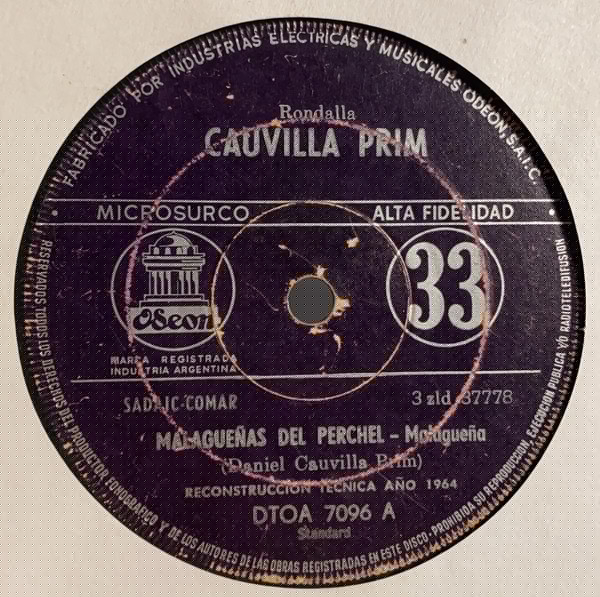 FABRICADO POR INDUSTRIAS ELECTRICAS Y MUSICALES ODEON, S.A.I.C.
Rondalla
CAUVILLA PRIM
MICROSURCO
ALTA FIDELIDAD
Odeon
33
MARCA REGISTRADA
INDUSTRIA ARGENTINA
SADAIC-COMAR
3 zld 37778
MALAGUEÑAS DEL PERCHEL - Malagueña
(Daniel Cauvilla Prim)
RECONSTRUCCION TECNICA AÑO 1964
DTOA 7096 A
Standard
RESERVADOS TODOS LOS DERECHOS DEL PRODUCTOR FONOGRAFICO Y DE LOS AUTORES DE LAS OBRAS REGISTRADAS EN ESTE DISCO - PROHIBIDA SU REPRODUCCION, EJECUCION PUBLICA Y/O RADIOTELEDIFUSION